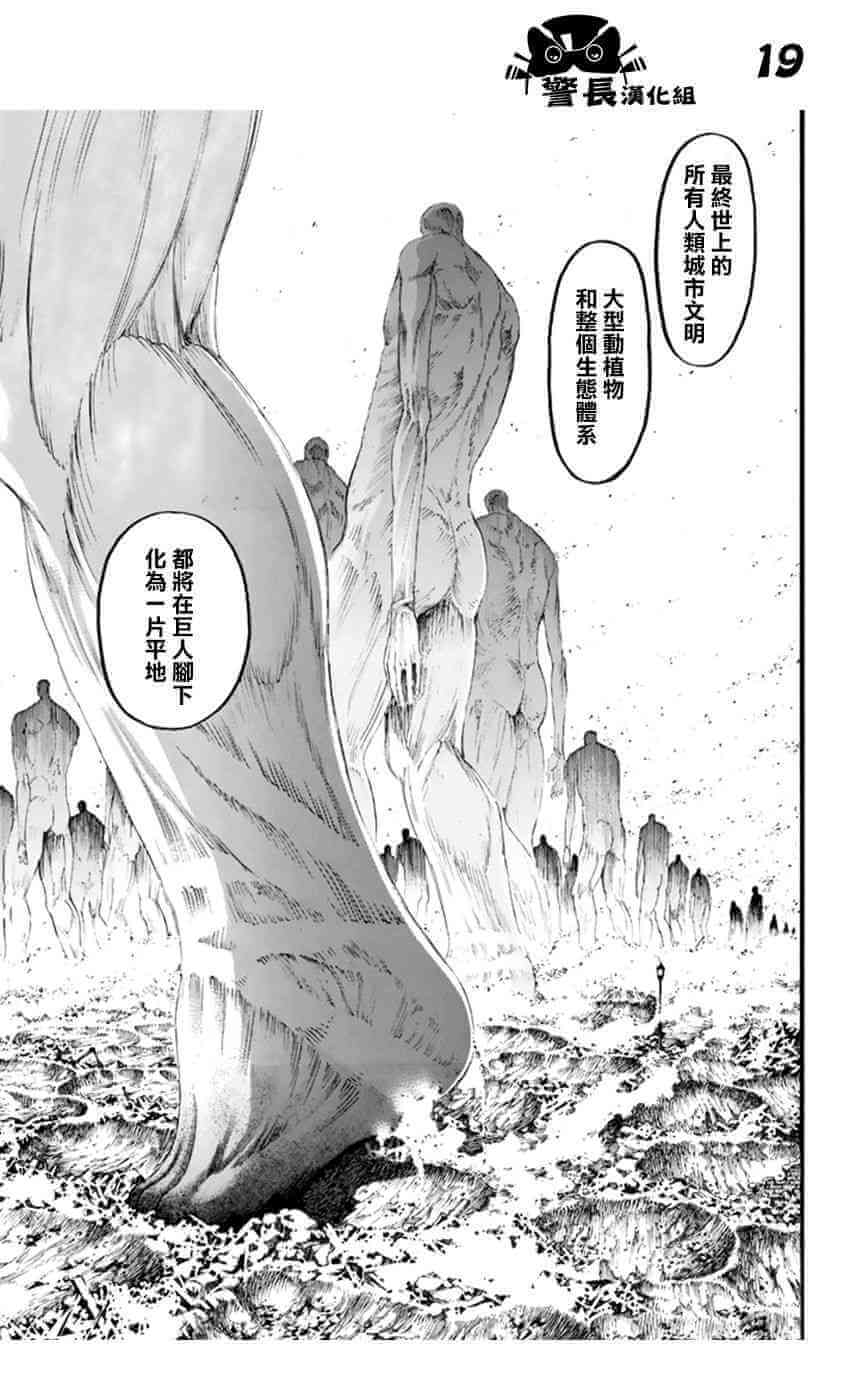 警長漢化組
19
最終世上的
所有人類城市文明
大型動植物
和整個生態體系
都將在巨人腳下
化為一片平地